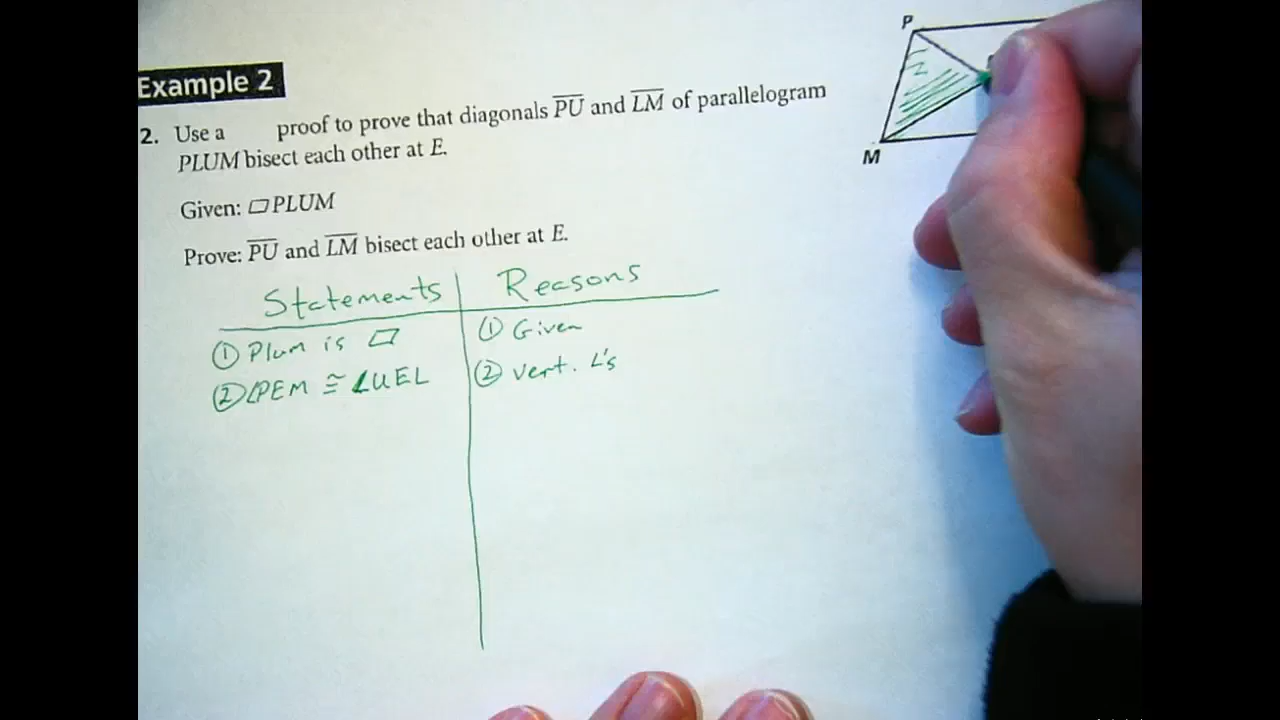 P
Example 2
2. Use a proof to prove that diagonals PU and LM of parallelogram
PLUM bisect each other at E.
M
Given: ▱PLUM
Prove: PU and LM bisect each other at E.
Statements Reasons
① Plum is ▱ ① Given
② ∠PEM ≅ ∠UEL ② Vert. ∠'s